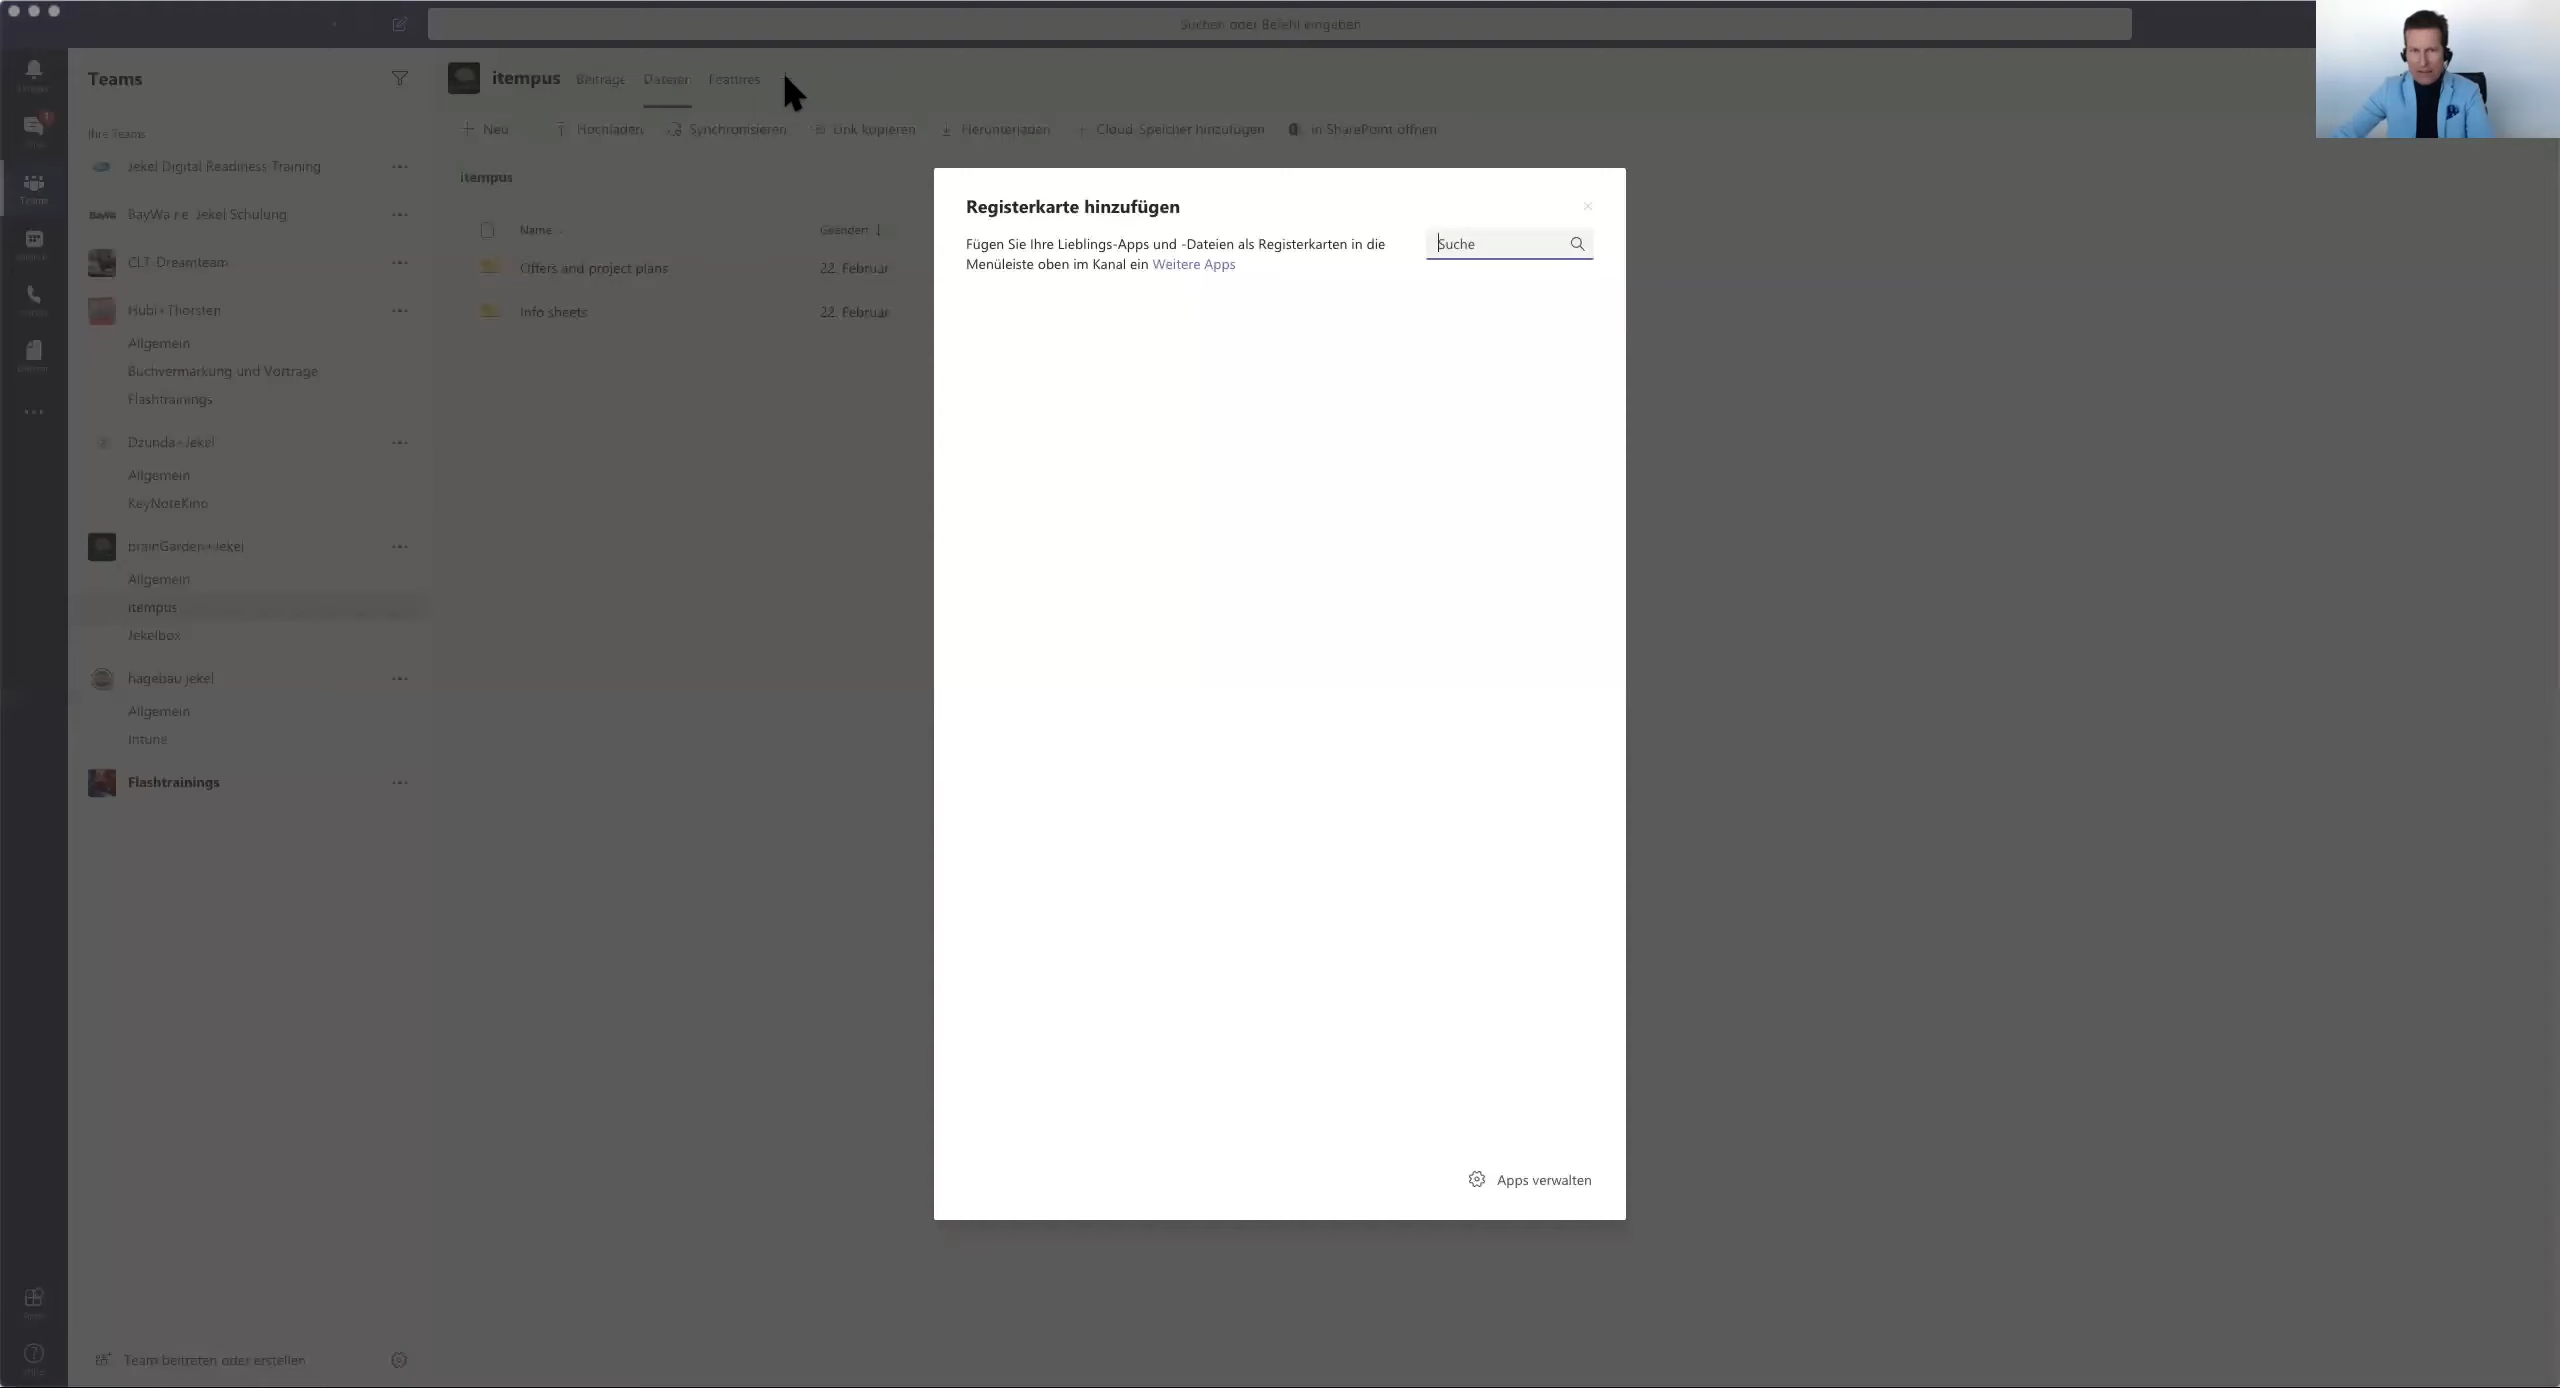 Suchen oder Befehl eingeben
Teams
itempus
Beiträge
Dateien
Features
Ihre Teams
Neu
Hochladen
Synchronisieren
Link kopieren
Herunterladen
Cloud-Speicher hinzufügen
In SharePoint öffnen
Jekel Digital Readiness Training
itempus
Teams
BayWa r.e. Jekel Schulung
Name
Geändert
CLT Dreamteam
Offers and project plans
22. Februar
Hubi + Thorsten
Info sheets
22. Februar
Allgemein
Buchvermarkung und Vorträge
Flashtrainings
Dzunda + Jekel
Allgemein
KeyNoteKino
brainGarden+Jekel
Allgemein
itempus
Jekelbox
hagebau jekel
Allgemein
Intune
Flashtrainings
Team beitreten oder erstellen
Registerkarte hinzufügen
Fügen Sie Ihre Lieblings-Apps und -Dateien als Registerkarten in die
Menüleiste oben im Kanal ein Weitere Apps
Suche
Apps verwalten